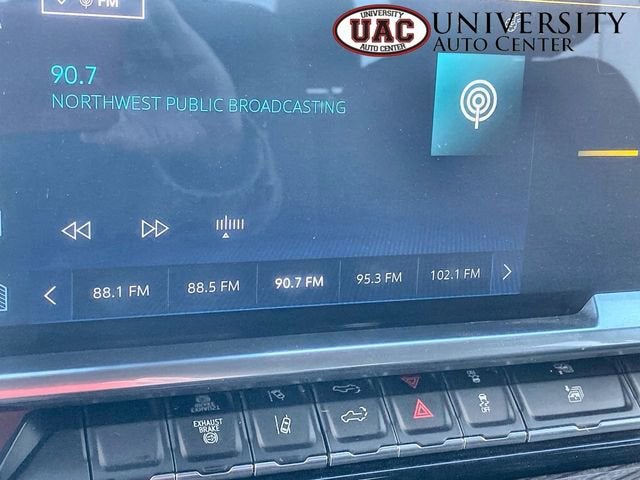 FM
UNIVERSITY
UAC
AUTO CENTER
UNIVERSITY
AUTO CENTER
90.7
NORTHWEST PUBLIC BROADCASTING
88.1 FM
88.5 FM
90.7 FM
95.3 FM
102.1 FM
EXHAUST
BRAKE
OFF